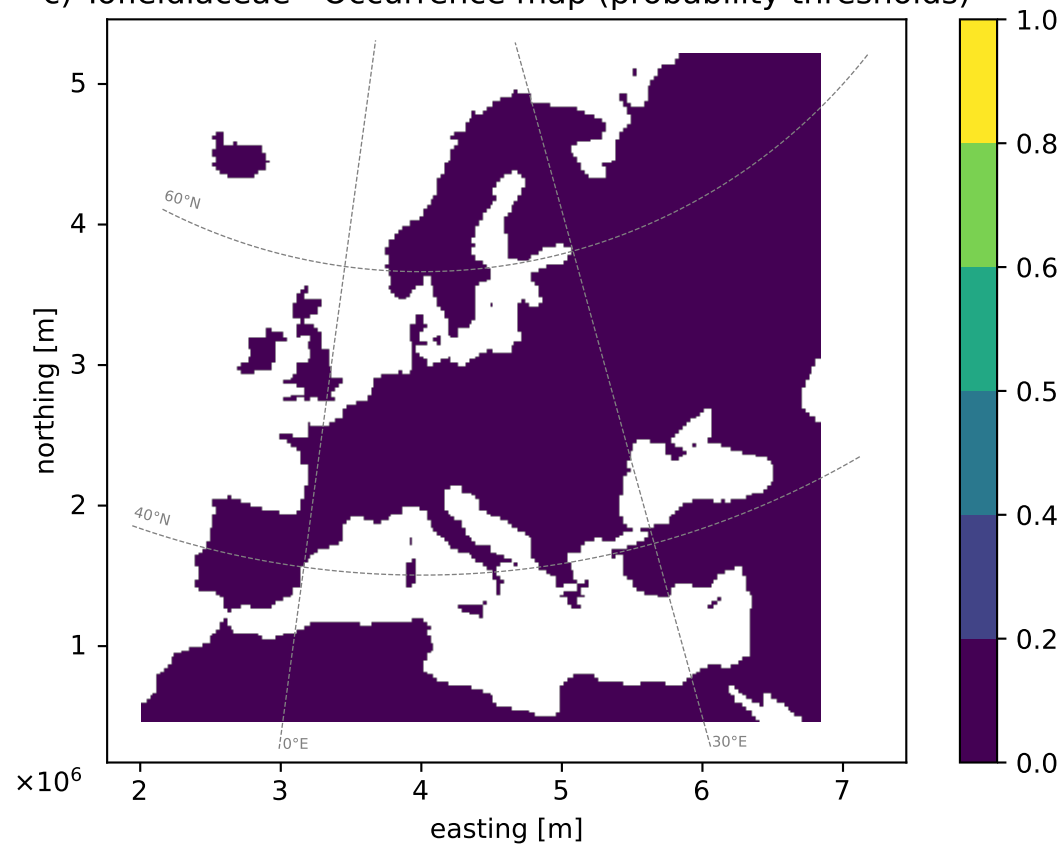 c) Tofieldiaceae - Occurrence map (probability thresholds)
1.0
0.8
0.6
0.5
0.4
0.2
0.0
5
4
3
2
1
northing [m]
60°N
40°N
0°E
30°E
×10⁶
2 3 4 5 6 7
easting [m]